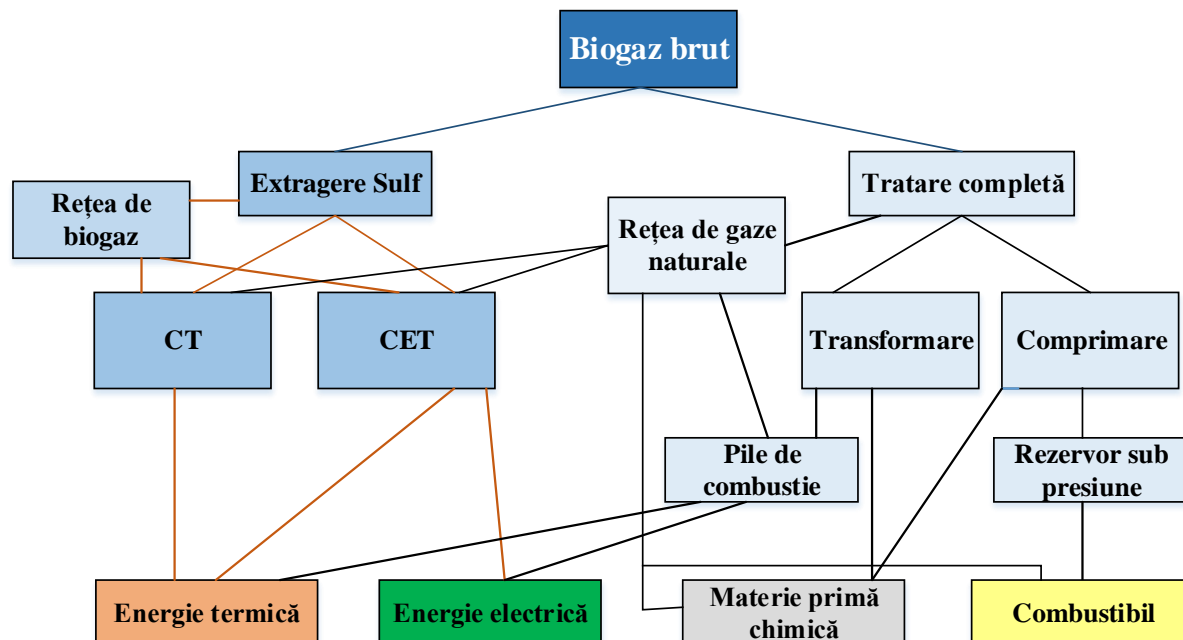 Biogaz brut
Extragere Sulf
Tratare completă
Rețea de
biogaz
Rețea de gaze
naturale
CT
CET
Transformare
Comprimare
Pile de
combustie
Rezervor sub
presiune
Energie termică
Energie electrică
Materie primă
chimică
Combustibil